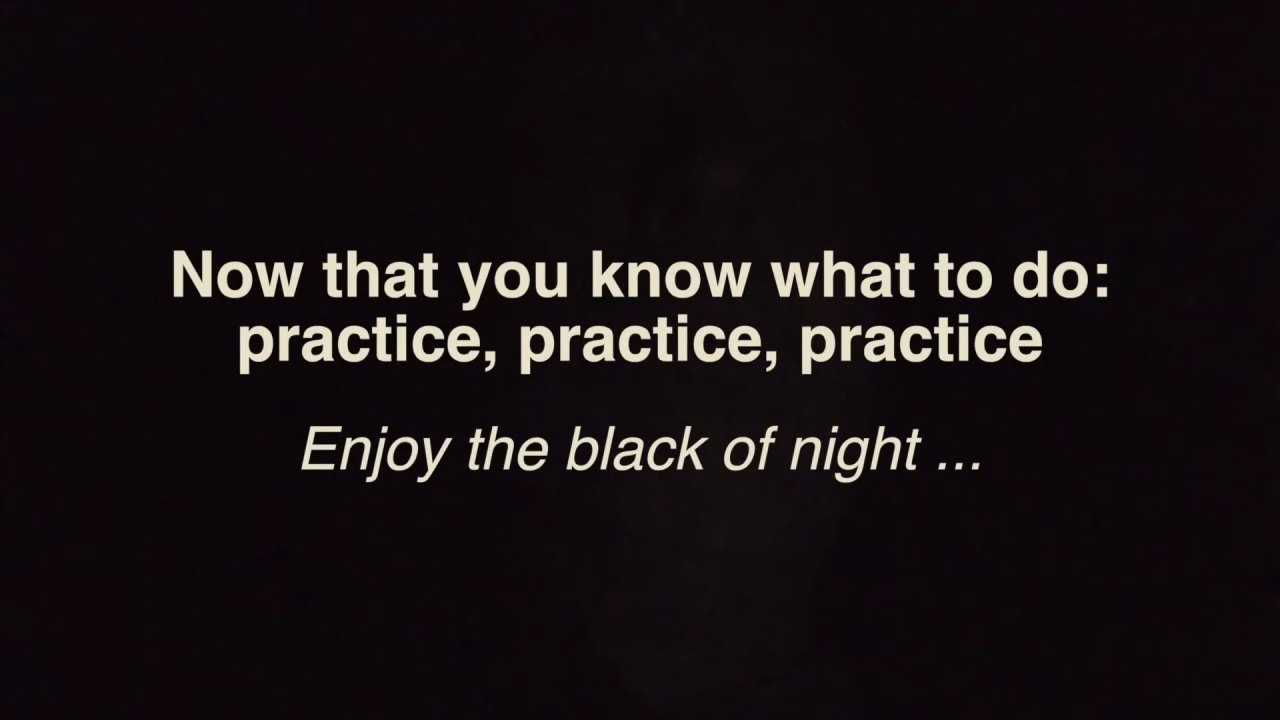 Now that you know what to do:
practice, practice, practice
Enjoy the black of night ...